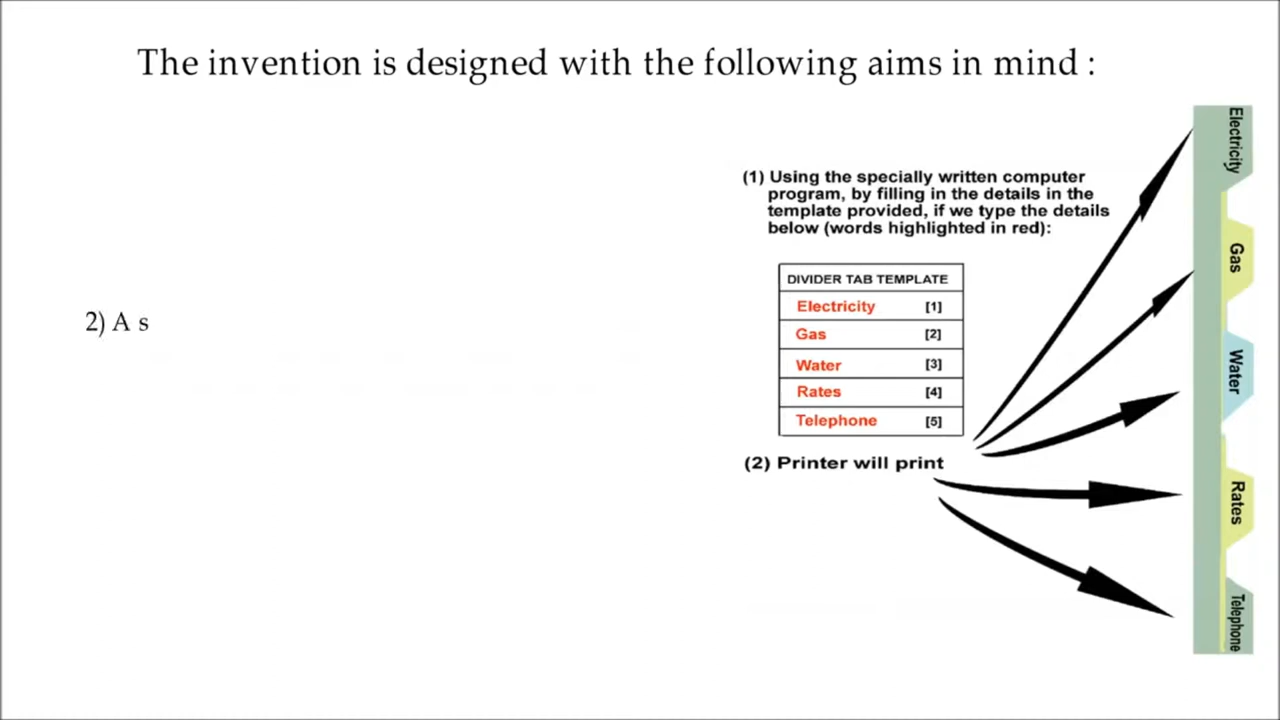 The invention is designed with the following aims in mind :
2) A s
(1) Using the specially written computer
program, by filling in the details in the
template provided, if we type the details
below (words highlighted in red):
DIVIDER TAB TEMPLATE
Electricity [1]
Gas [2]
Water [3]
Rates [4]
Telephone [5]
(2) Printer will print
Electricity
Gas
Water
Rates
Telephone